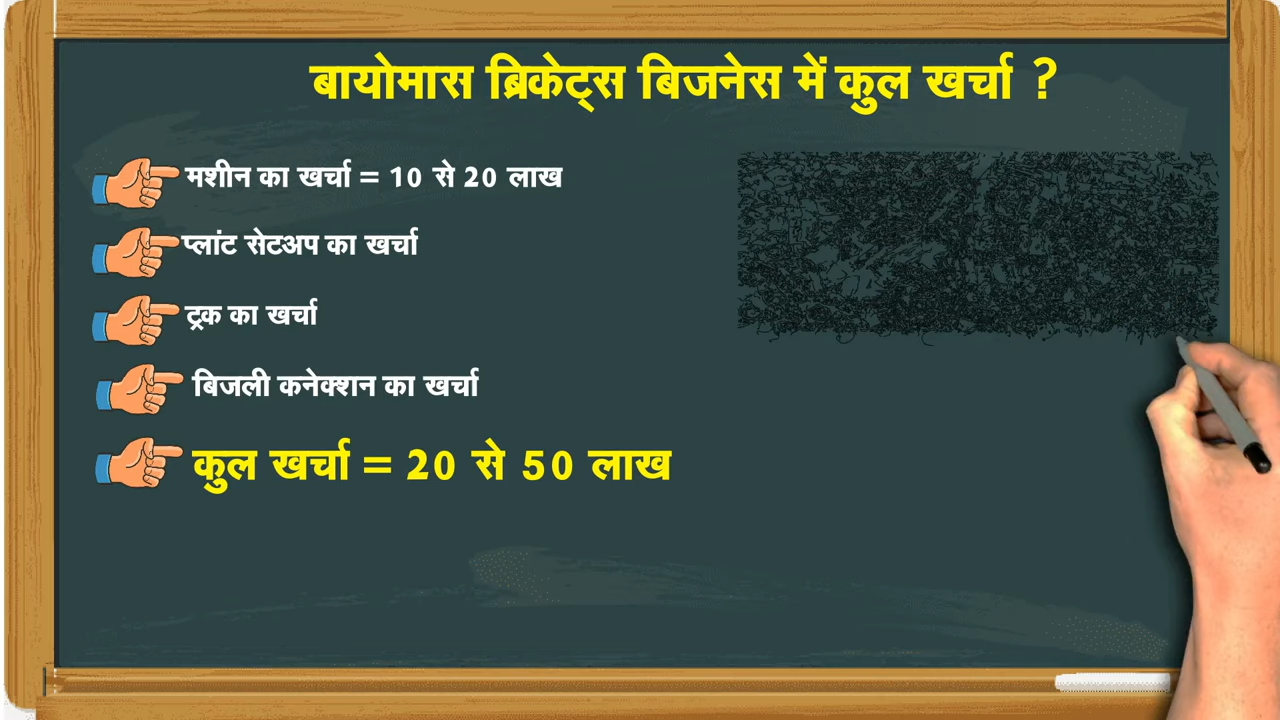 बायोमास ब्रिकेट्स बिजनेस में कुल खर्चा ?
मशीन का खर्चा = 10 से 20 लाख
प्लांट सेटअप का खर्चा
ट्रक का खर्चा
बिजली कनेक्शन का खर्चा
कुल खर्चा = 20 से 50 लाख